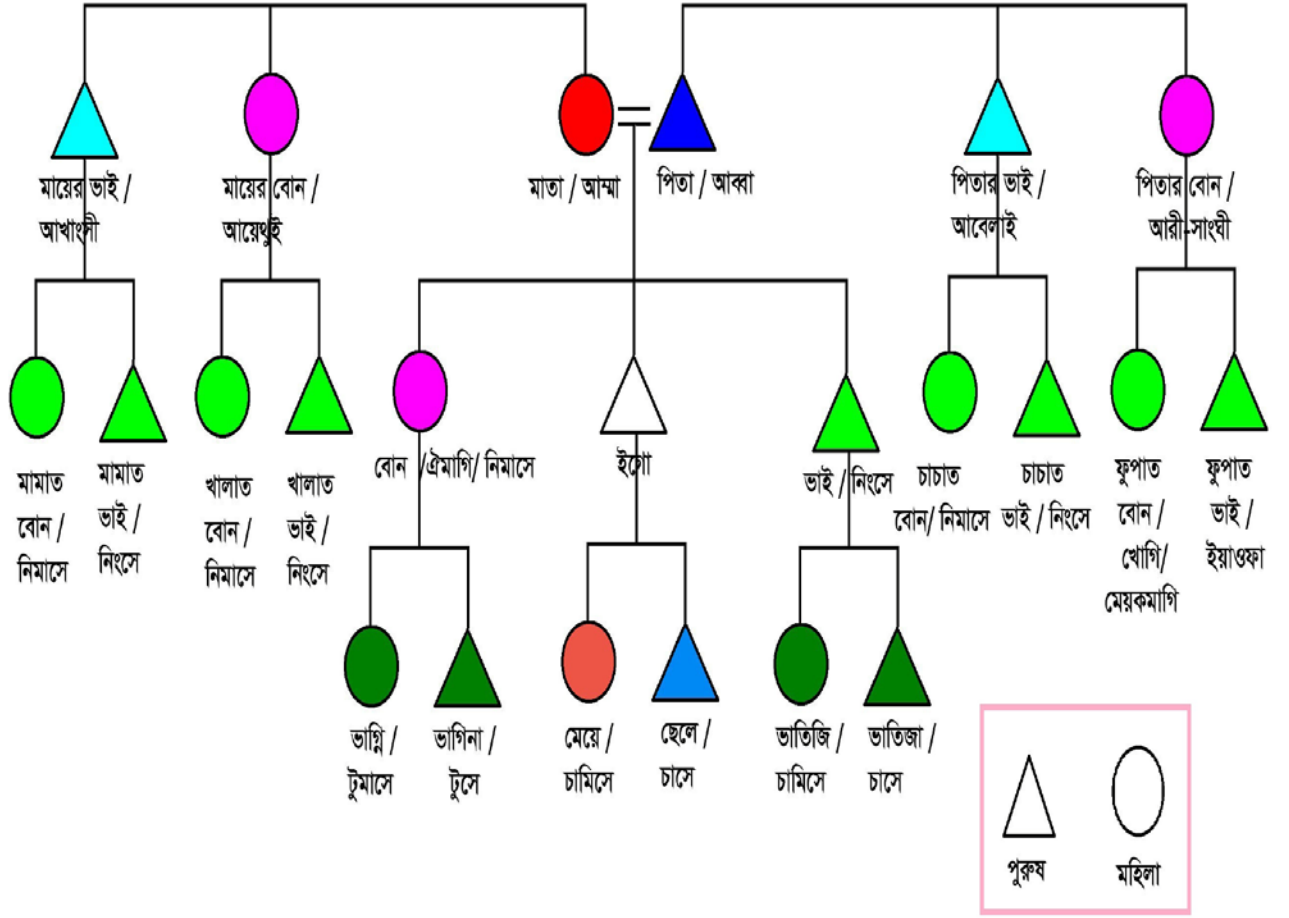 মায়ের ভাই /
আখাংসী
মায়ের বোন /
আয়েথুই
মাতা / আম্মা
পিতা / আব্বা
পিতার ভাই /
আবেলাই
পিতার বোন /
আরী-সাংঘী
মামাত
বোন /
নিমাসে
মামাত
ভাই /
নিংসে
খালাত
বোন /
নিমাসে
খালাত
ভাই /
নিংসে
বোন /ঐমাগি/ নিমাসে
ইগো
ভাই / নিংসে
চাচাত
বোন/ নিমাসে
চাচাত
ভাই / নিংসে
ফুপাত
বোন /
খোগি/
মেয়কমাগি
ফুপাত
ভাই /
ইয়াওফা
ভাগ্নি /
টুমাসে
ভাগিনা /
টুসে
মেয়ে /
চামিসে
ছেলে /
চাসে
ভাতিজি /
চামিসে
ভাতিজা /
চাসে
পুরুষ
মহিলা